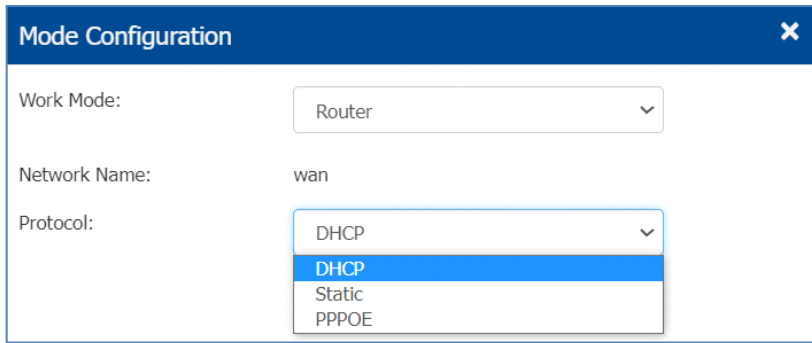 Mode Configuration
Work Mode: Router
Network Name: wan
Protocol: DHCP
DHCP
Static
PPPOE